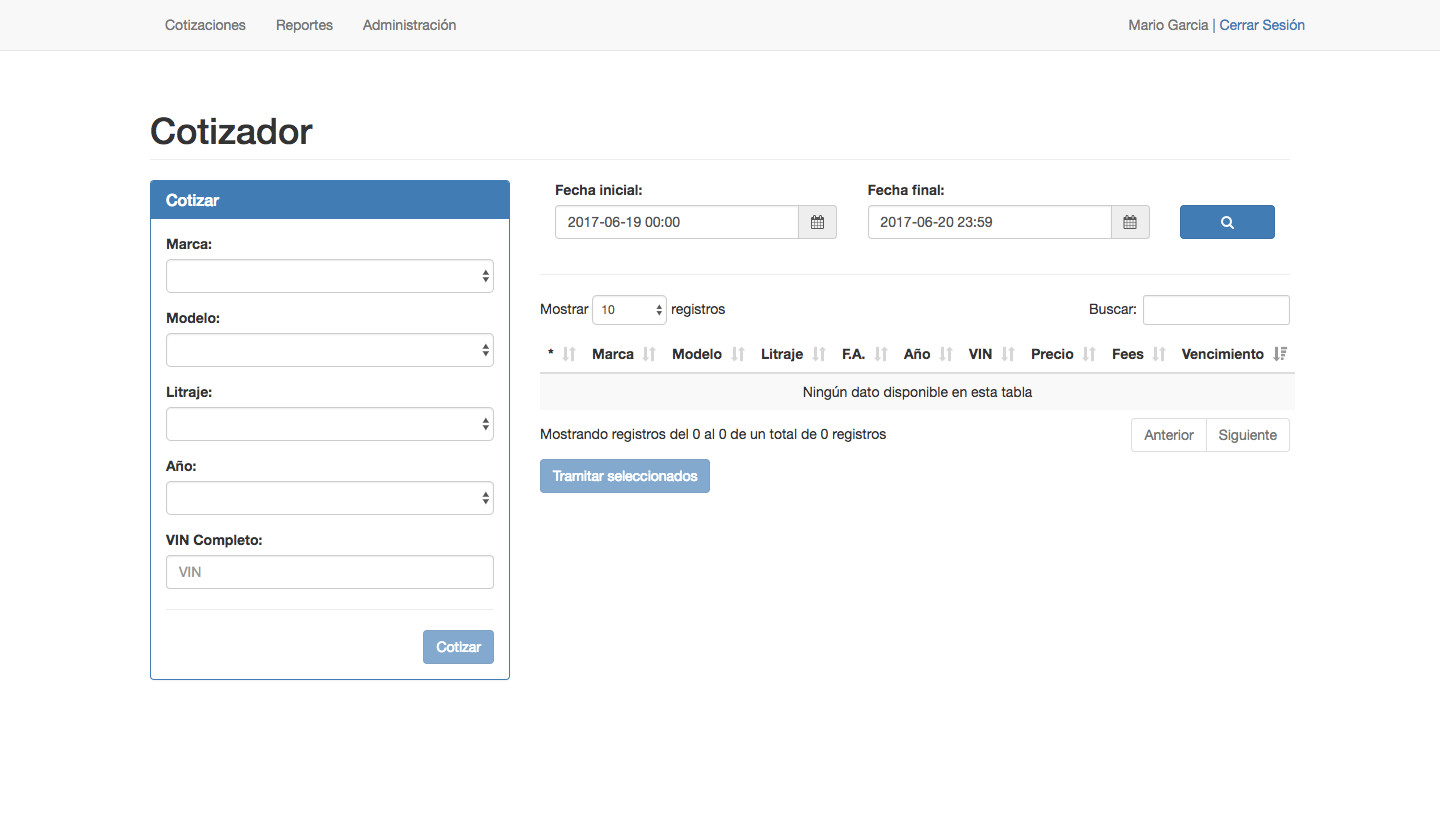 Cotizaciones Reportes Administración Mario Garcia | Cerrar Sesión
Cotizador
Cotizar
Marca:
Modelo:
Litraje:
Año:
VIN Completo:
VIN
Cotizar
Fecha inicial: Fecha final:
2017-06-19 00:00 2017-06-20 23:59
Mostrar 10 registros Buscar:
* Marca Modelo Litraje F.A. Año VIN Precio Fees Vencimiento
Ningún dato disponible en esta tabla
Mostrando registros del 0 al 0 de un total de 0 registros Anterior Siguiente
Tramitar seleccionados